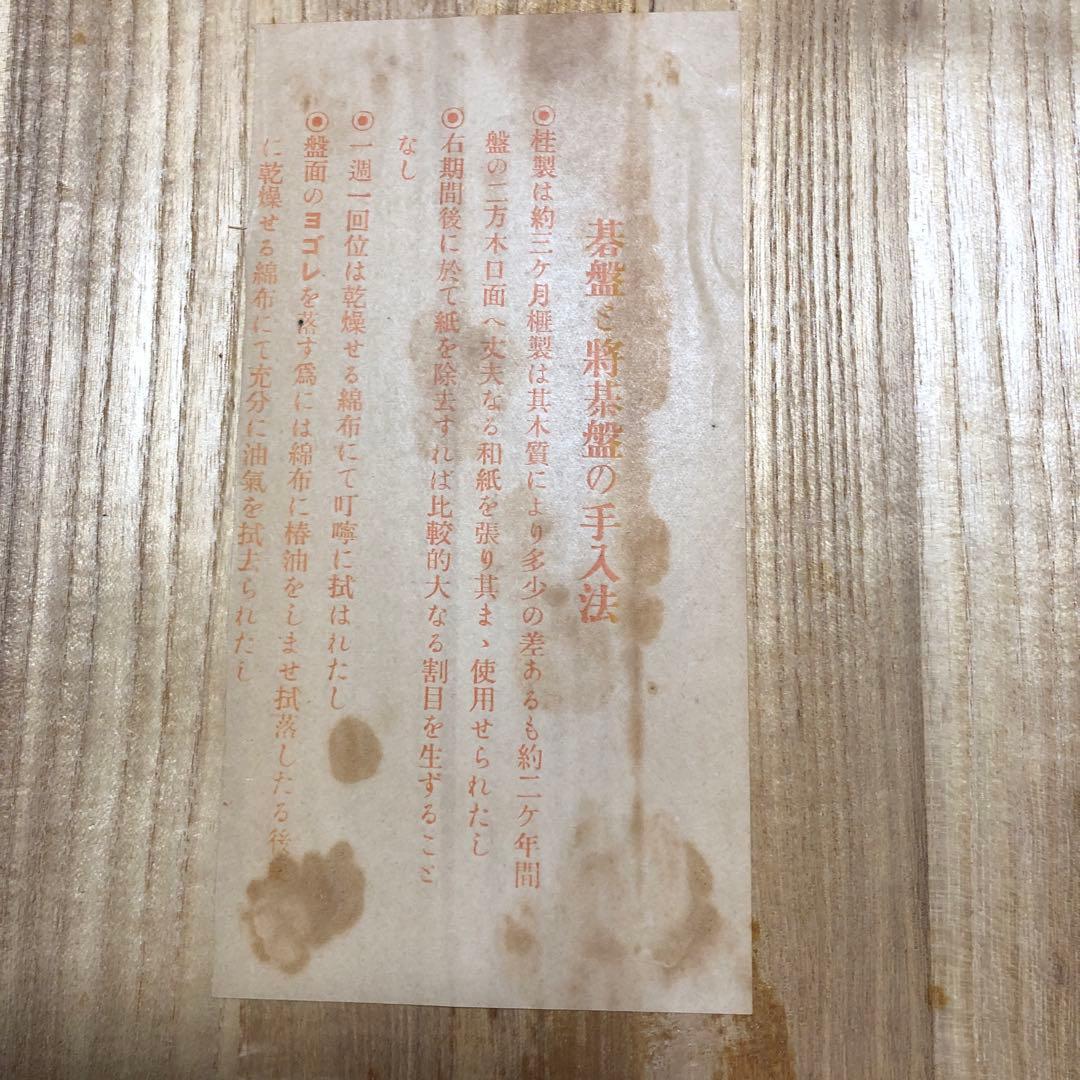 碁盤と將棊盤の手入法
◉桂製は約三ケ月榧製は其木質により多少の差あるも約二ケ年間
盤の二方木口面へ丈夫なる和紙を張り其まゝ使用せられたし
◉右期間後に於て紙を除去すれば比較的大なる割目を生ずること
なし
◉一週一回位は乾燥せる綿布にて叮嚀に拭はれたし
◉盤面のヨゴレを落す爲には綿布に椿油をしませ拭落したる後
に乾燥せる綿布にて充分に油氣を拭去られたし